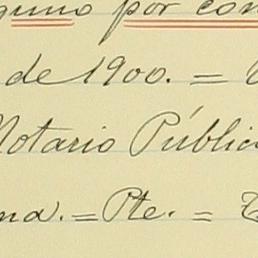 guno por con
de 1900. =
Notario Públic
na. = Pte. =